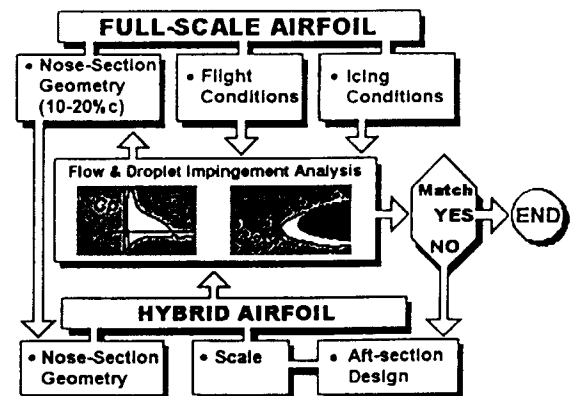 FULL-SCALE AIRFOIL
• Nose-Section
Geometry
(10-20%c)
• Flight
Conditions
• Icing
Conditions
Flow & Droplet Impingement Analysis
Match
YES
NO
END
HYBRID AIRFOIL
• Nose-Section
Geometry
• Scale
• Aft-section
Design